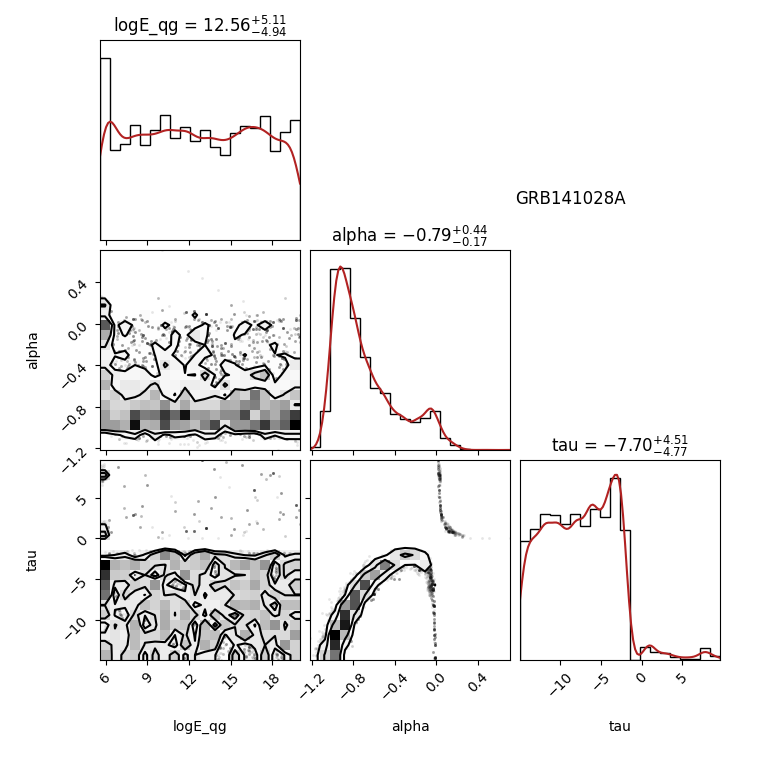 logE_qg = 12.56^{+5.11}_{-4.94}
GRB141028A
alpha = −0.79^{+0.44}_{-0.17}
alpha
0.4
0.0
−0.4
−0.8
−1.2
tau = −7.70^{+4.51}_{-4.77}
tau
5
0
−5
−10
6 9 12 15 18
−1.2 −0.8 −0.4 0.0 0.4
−10 −5 0 5
logE_qg alpha tau